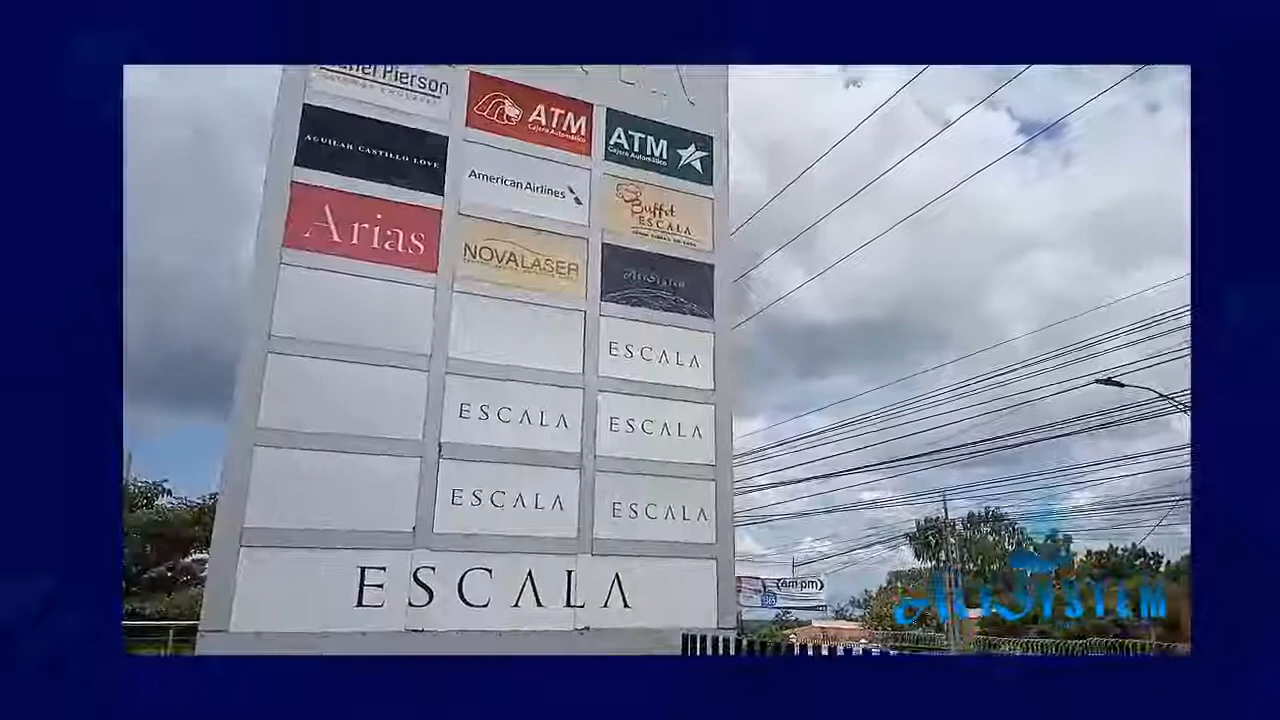 Pierson
ATM
Cajero Automático
ATM
Cajero Automático
AGUILAR CASTILLO LOVE
American Airlines
Buffet
ESCALA
Arias
NOVALASER
ESCALA
ESCALA
ESCALA
ESCALA
ESCALA
ESCALA
am-pm